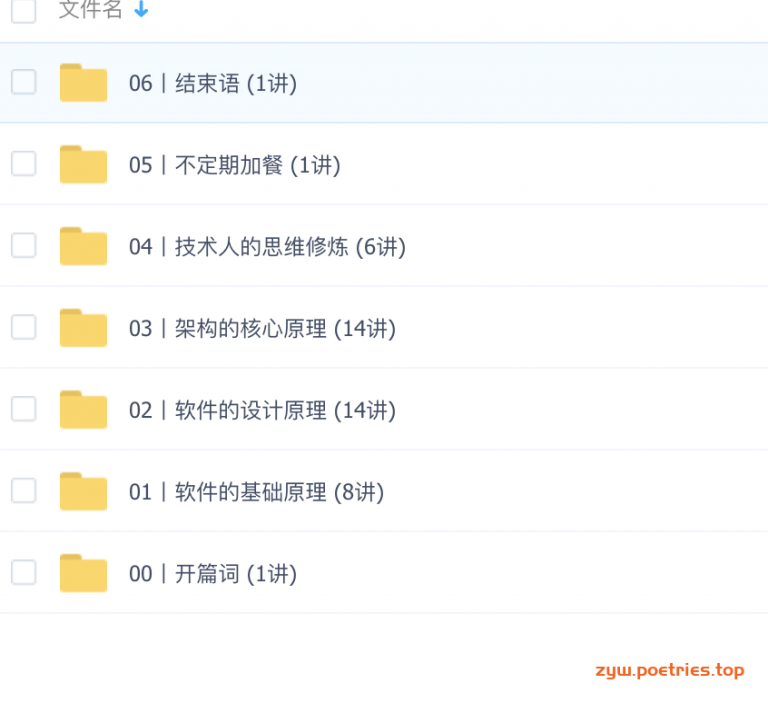 文件名
06丨结束语 (1讲)
05丨不定期加餐 (1讲)
04丨技术人的思维修炼 (6讲)
03丨架构的核心原理 (14讲)
02丨软件的设计原理 (14讲)
01丨软件的基础原理 (8讲)
00丨开篇词 (1讲)
zyw.poetries.top